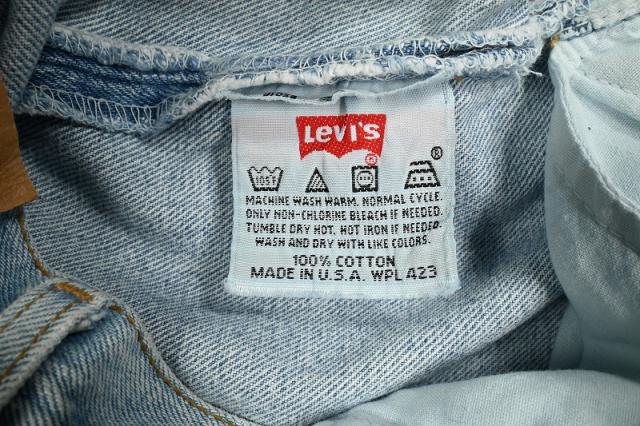 Levi's
®
®
105F
MACHINE WASH WARM. NORMAL CYCLE.
ONLY NON-CHLORINE BLEACH IF NEEDED.
TUMBLE DRY HOT. HOT IRON IF NEEDED.
WASH AND DRY WITH LIKE COLORS.
100% COTTON
MADE IN U.S.A. WPL 423